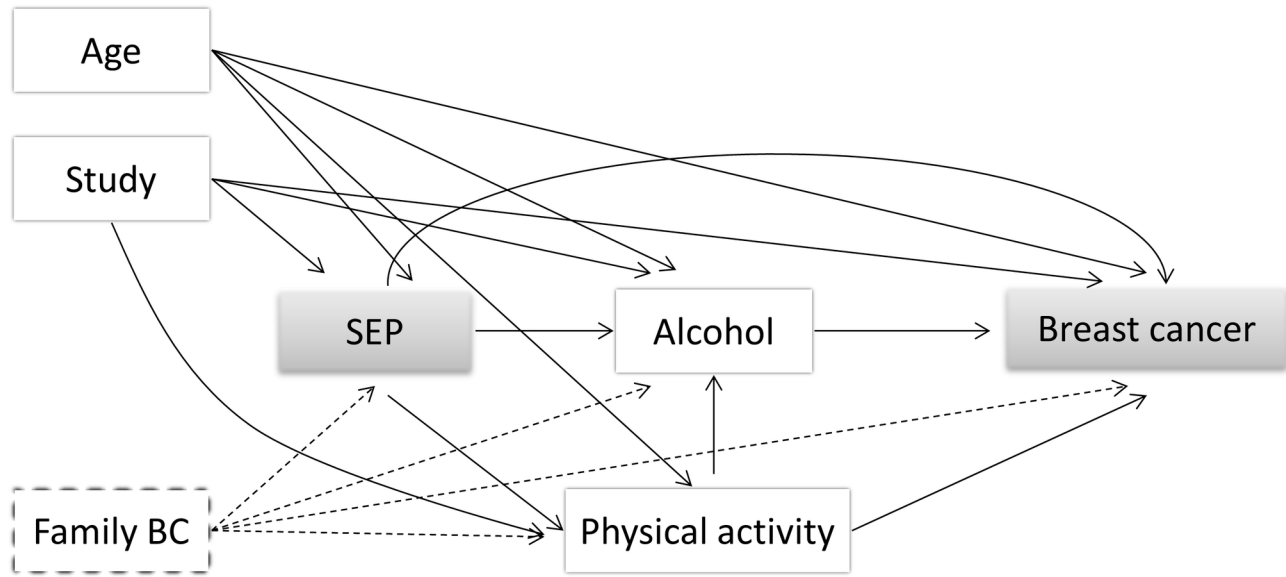 Age
Study
SEP
Alcohol
Breast cancer
Family BC
Physical activity